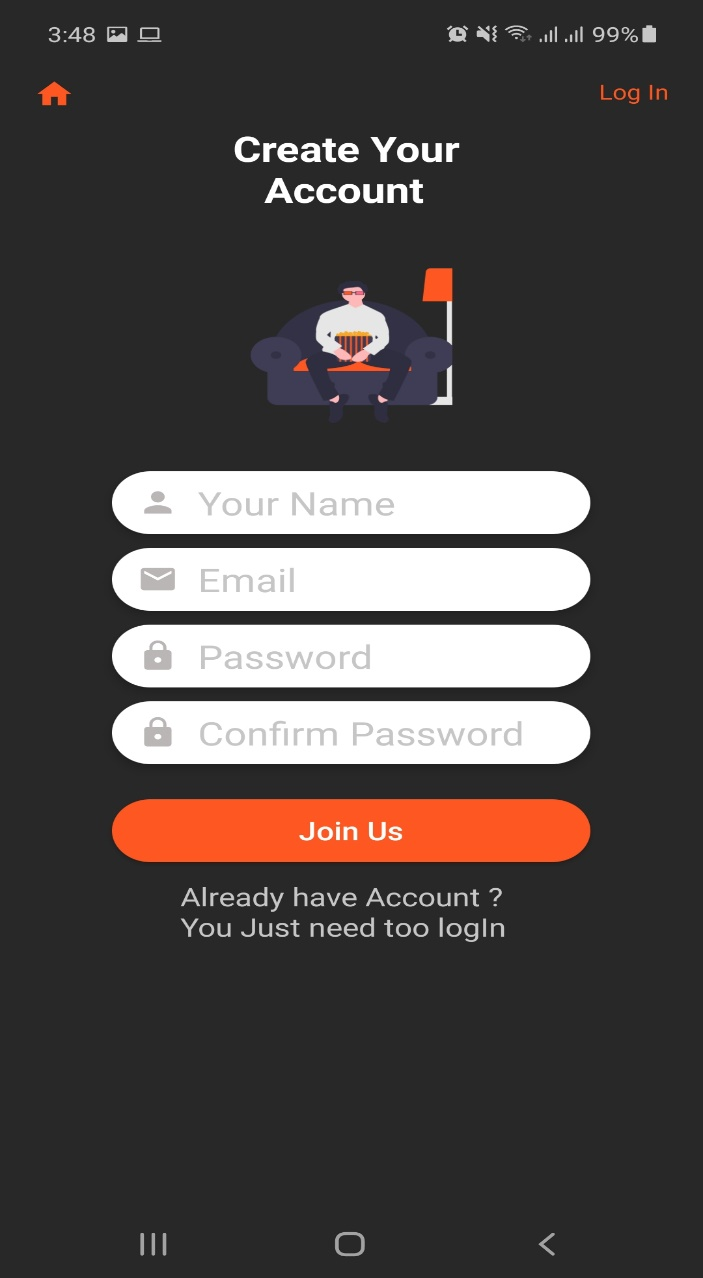 3:48 99%
Log In
Create Your
Account
Your Name
Email
Password
Confirm Password
Join Us
Already have Account ?
You Just need too logIn